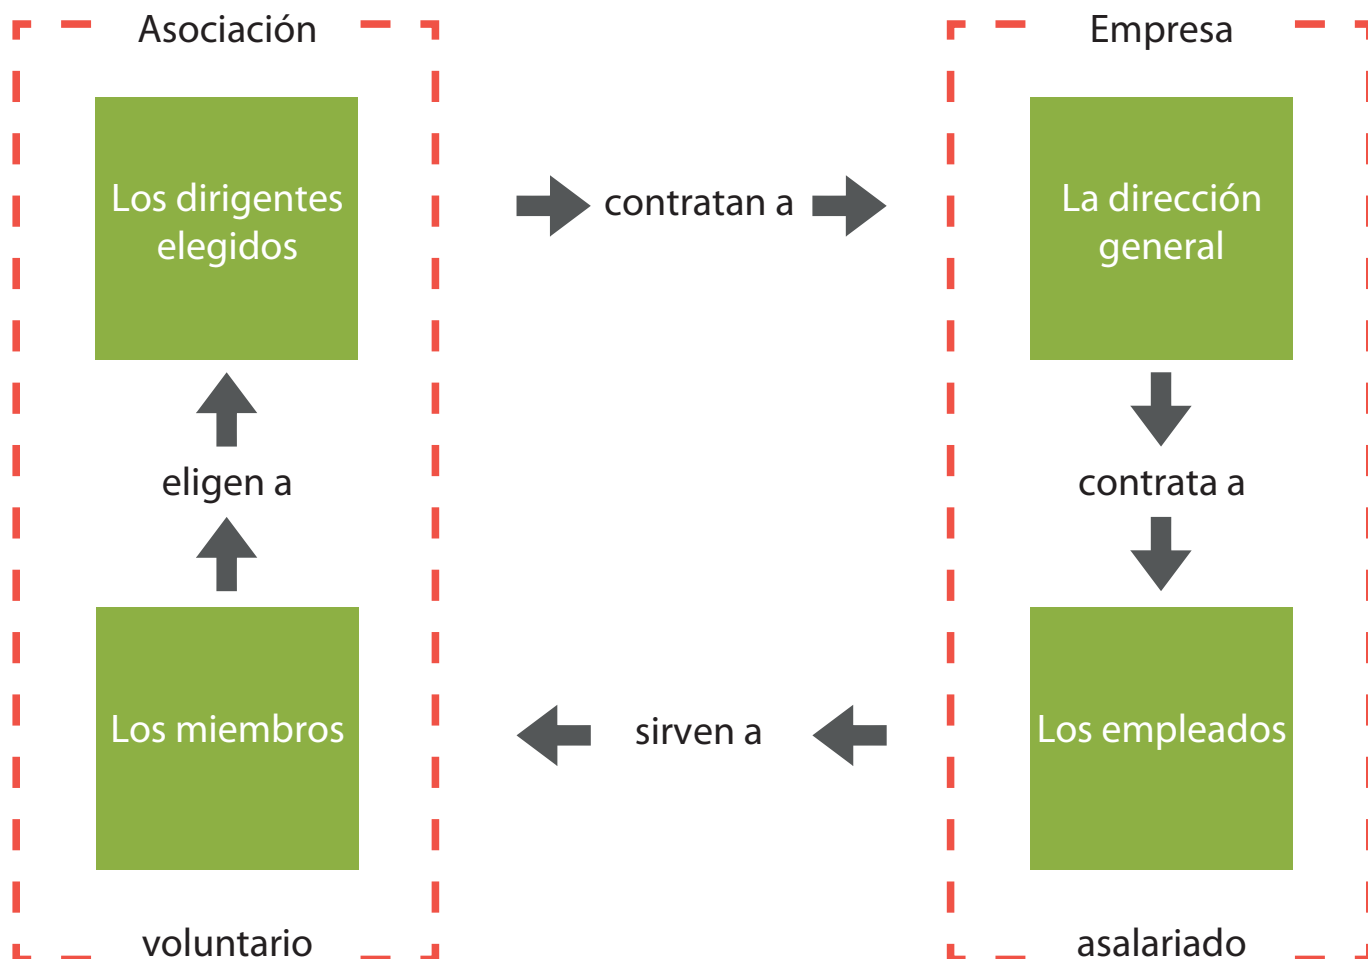 Asociación
Empresa
Los dirigentes
elegidos
contratan a
La dirección
general
eligen a
contrata a
Los miembros
sirven a
Los empleados
voluntario
asalariado